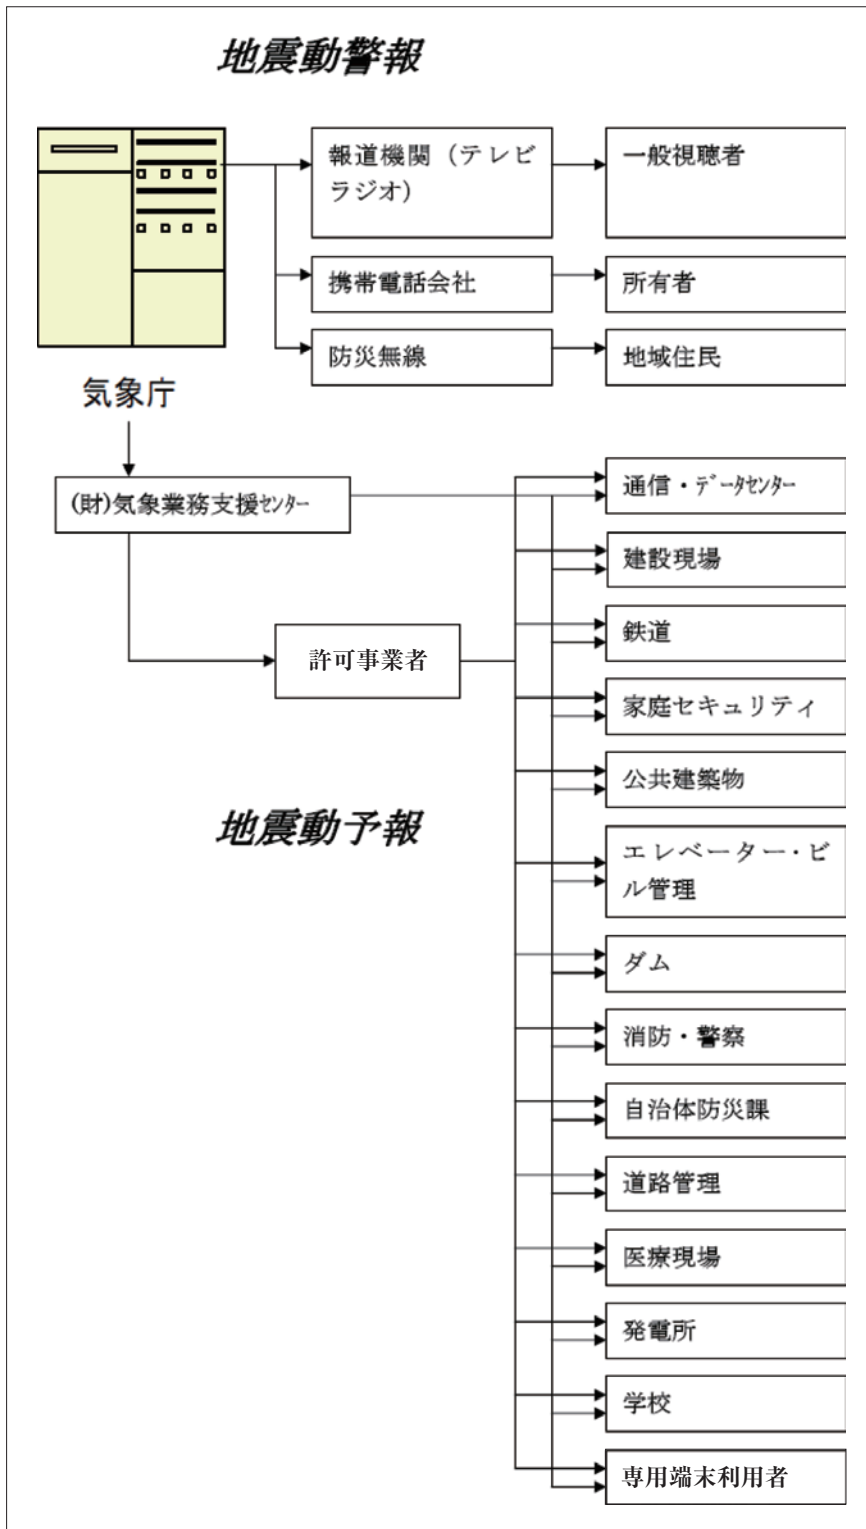 地震動警報
報道機関（テレビ
ラジオ）
一般視聴者
携帯電話会社
所有者
防災無線
地域住民
気象庁
(財)気象業務支援ｾﾝﾀｰ
通信・ﾃﾞｰﾀｾﾝﾀｰ
建設現場
鉄道
許可事業者
家庭セキュリティ
公共建築物
地震動予報
エレベーター・ビ
ル管理
ダム
消防・警察
自治体防災課
道路管理
医療現場
発電所
学校
専用端末利用者